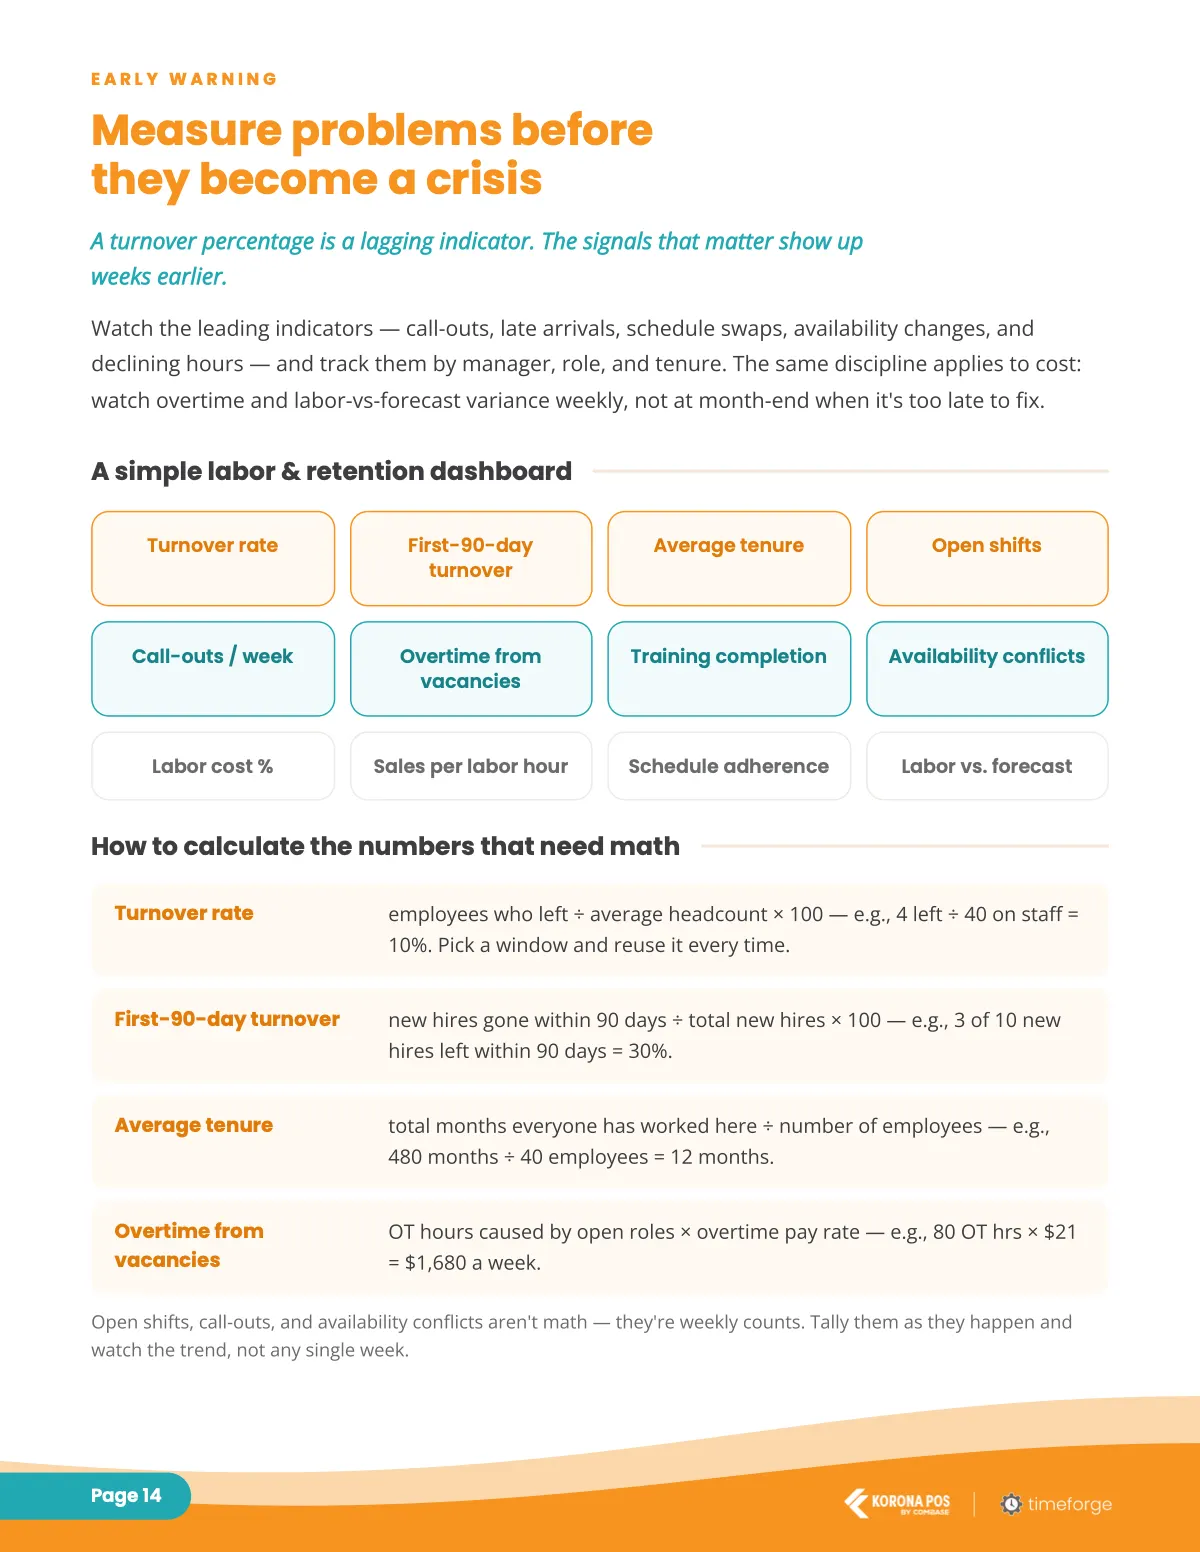 EARLY WARNING
Measure problems before
they become a crisis
A turnover percentage is a lagging indicator. The signals that matter show up
weeks earlier.
Watch the leading indicators — call-outs, late arrivals, schedule swaps, availability changes, and
declining hours — and track them by manager, role, and tenure. The same discipline applies to cost:
watch overtime and labor-vs-forecast variance weekly, not at month-end when it's too late to fix.
A simple labor & retention dashboard
Turnover rate
First-90-day
turnover
Average tenure
Open shifts
Call-outs / week
Overtime from
vacancies
Training completion
Availability conflicts
Labor cost %
Sales per labor hour
Schedule adherence
Labor vs. forecast
How to calculate the numbers that need math
Turnover rate
employees who left ÷ average headcount × 100 — e.g., 4 left ÷ 40 on staff =
10%. Pick a window and reuse it every time.
First-90-day turnover
new hires gone within 90 days ÷ total new hires × 100 — e.g., 3 of 10 new
hires left within 90 days = 30%.
Average tenure
total months everyone has worked here ÷ number of employees — e.g.,
480 months ÷ 40 employees = 12 months.
Overtime from
vacancies
OT hours caused by open roles × overtime pay rate — e.g., 80 OT hrs × $21
= $1,680 a week.
Open shifts, call-outs, and availability conflicts aren't math — they're weekly counts. Tally them as they happen and
watch the trend, not any single week.
Page 14
KORONA POS
BY COMBASE
timeforge